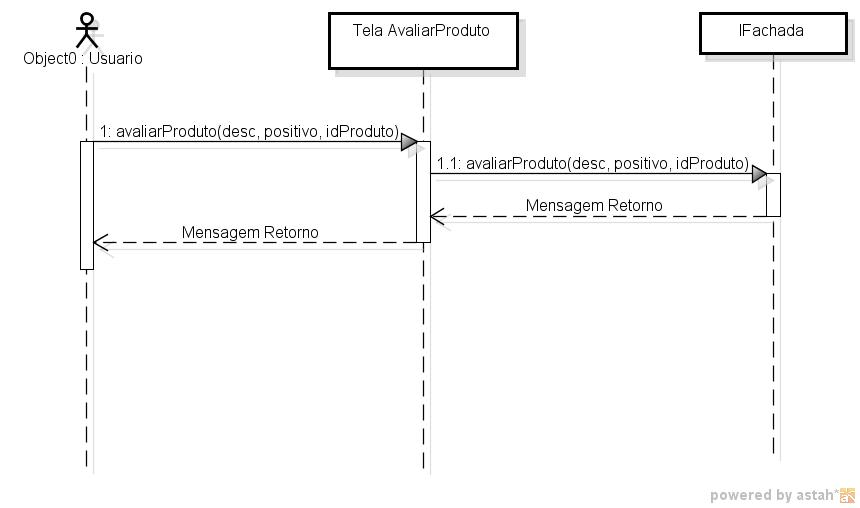 Object0 : Usuario
Tela AvaliarProduto
IFachada
1: avaliarProduto(desc, positivo, idProduto)
1.1: avaliarProduto(desc, positivo, idProduto)
Mensagem Retorno
Mensagem Retorno
powered by astah*